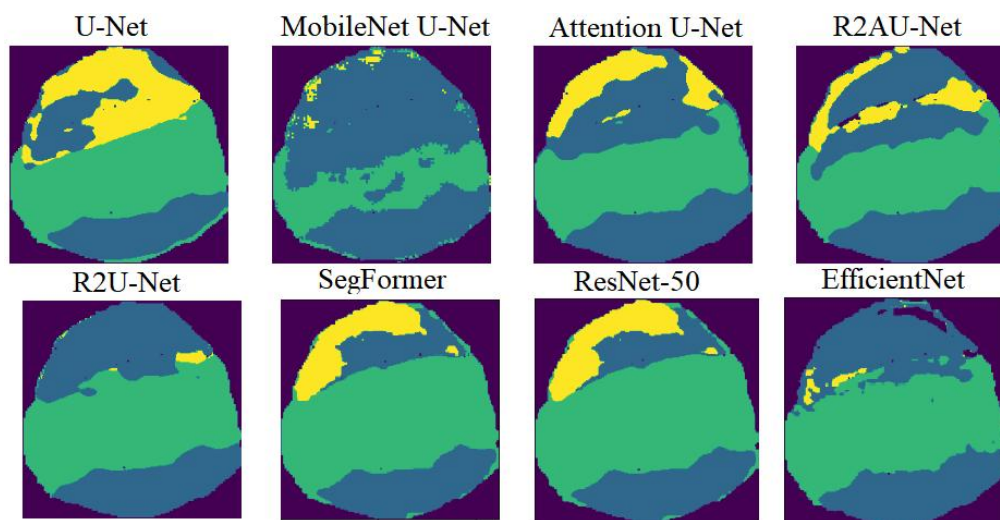 U-Net
MobileNet U-Net
Attention U-Net
R2AU-Net
R2U-Net
SegFormer
ResNet-50
EfficientNet